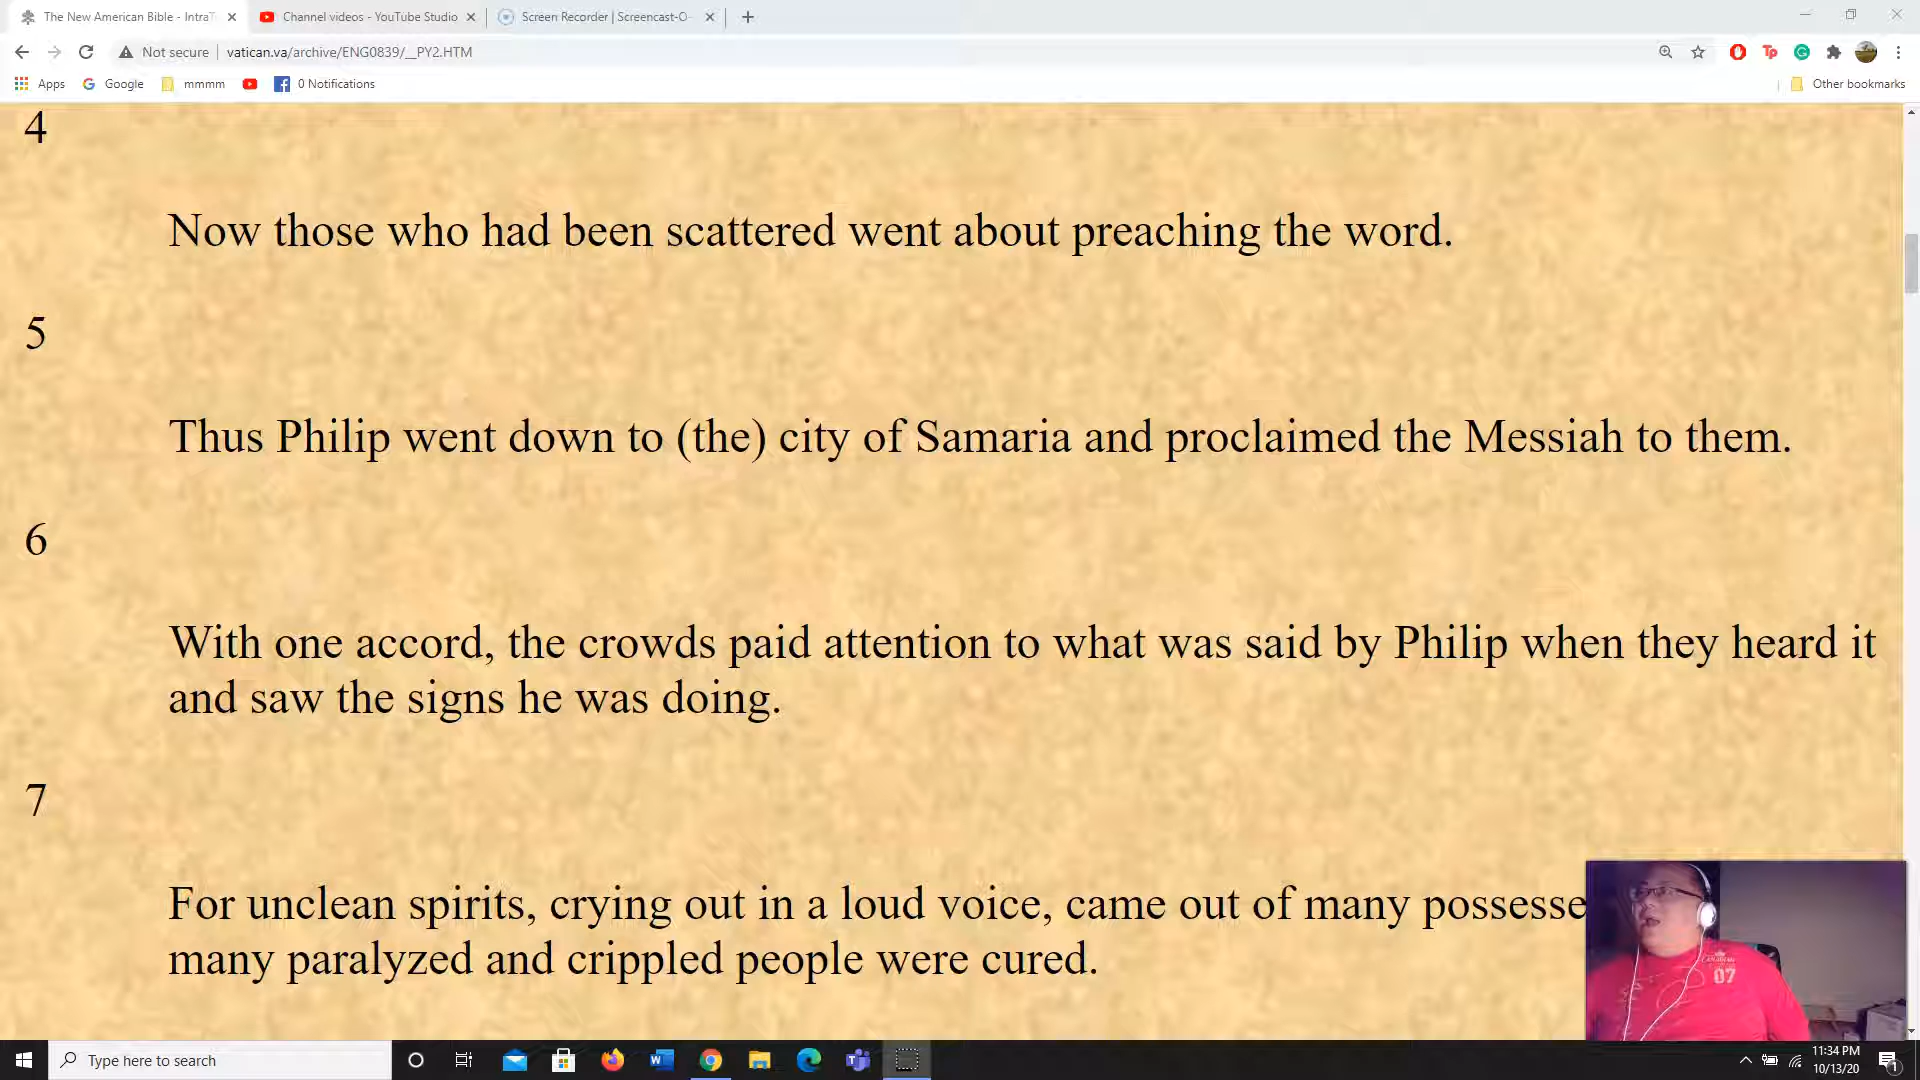 The New American Bible - IntraT
Channel videos - YouTube Studio
Screen Recorder | Screencast-O-
Not secure
vatican.va/archive/ENG0839/__PY2.HTM
Apps
Google
mmmm
0 Notifications
Other bookmarks
4
Now those who had been scattered went about preaching the word.
5
Thus Philip went down to (the) city of Samaria and proclaimed the Messiah to them.
6
With one accord, the crowds paid attention to what was said by Philip when they heard it
and saw the signs he was doing.
7
For unclean spirits, crying out in a loud voice, came out of many possesse
many paralyzed and crippled people were cured.
07
Type here to search
11:34 PM
10/13/20
1